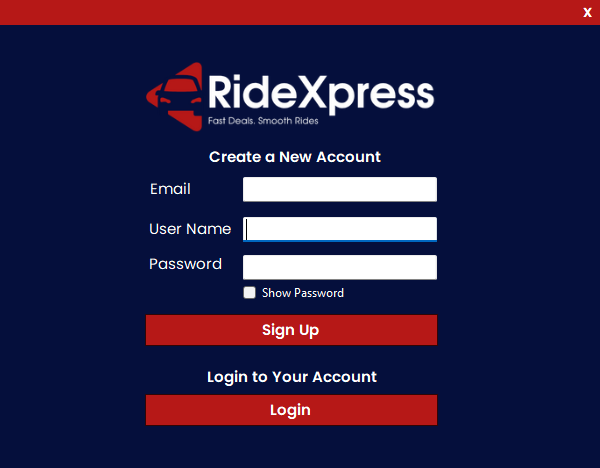 X
RideXpress
Fast Deals. Smooth Rides
Create a New Account
Email
User Name
Password
Show Password
Sign Up
Login to Your Account
Login